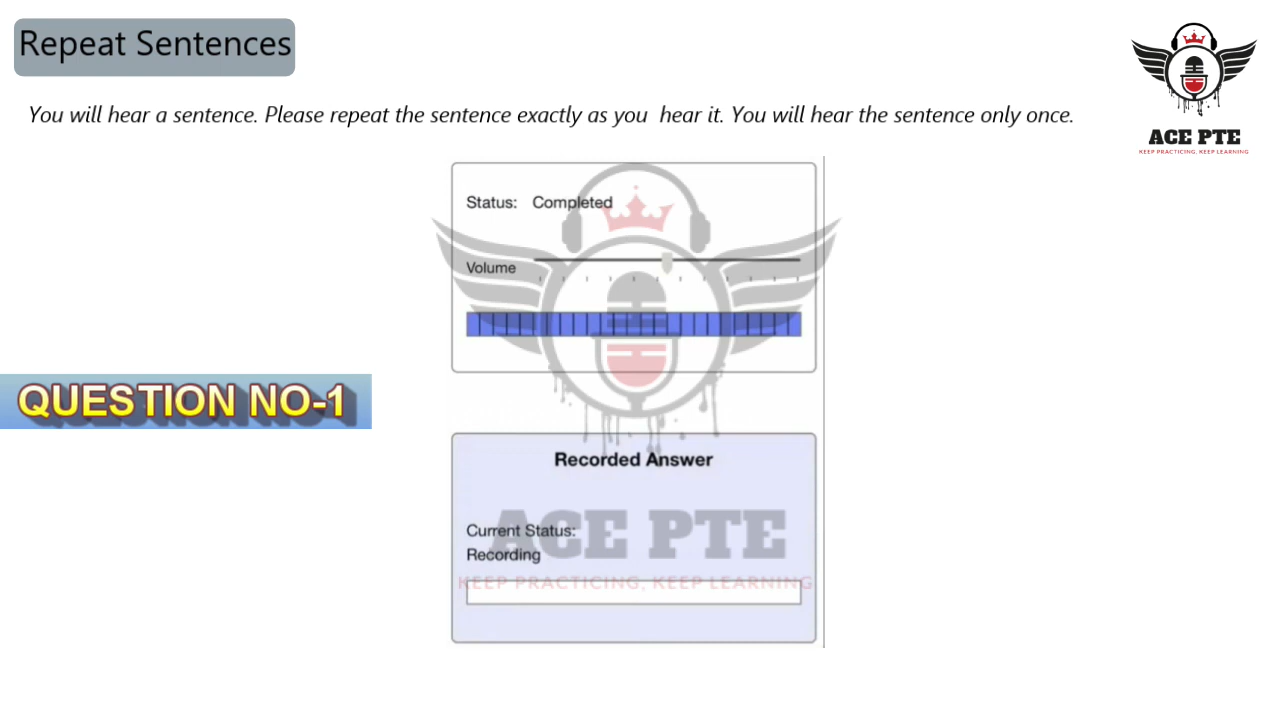 Repeat Sentences
ACE PTE
KEEP PRACTICING, KEEP LEARNING
You will hear a sentence. Please repeat the sentence exactly as you  hear it. You will hear the sentence only once.
Status: Completed
Volume
QUESTION NO-1
Recorded Answer
Current Status:
ACE PTE
Recording
KEEP PRACTICING, KEEP LEARNING